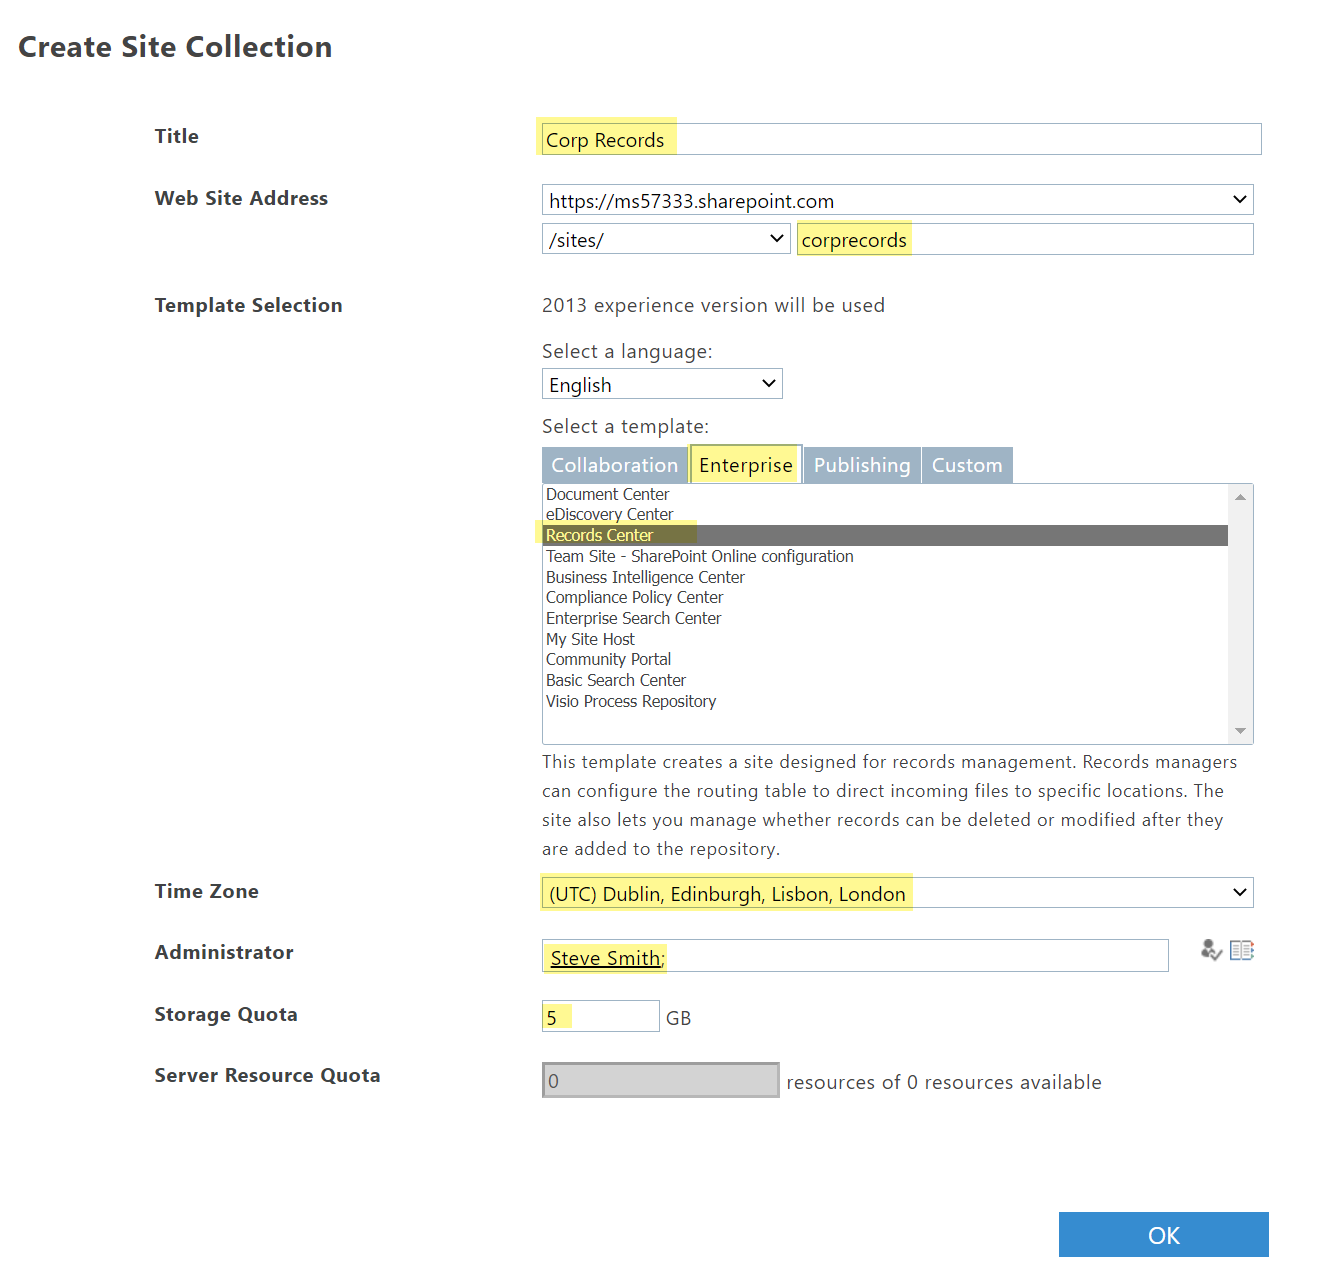 Create Site Collection
Title
Corp Records
Web Site Address
https://ms57333.sharepoint.com
/sites/
corprecords
Template Selection
2013 experience version will be used
Select a language:
English
Select a template:
Collaboration Enterprise Publishing Custom
Document Center
eDiscovery Center
Records Center
Team Site - SharePoint Online configuration
Business Intelligence Center
Compliance Policy Center
Enterprise Search Center
My Site Host
Community Portal
Basic Search Center
Visio Process Repository
This template creates a site designed for records management. Records managers
can configure the routing table to direct incoming files to specific locations. The
site also lets you manage whether records can be deleted or modified after they
are added to the repository.
Time Zone
(UTC) Dublin, Edinburgh, Lisbon, London
Administrator
Steve Smith;
Storage Quota
5 GB
Server Resource Quota
0 resources of 0 resources available
OK